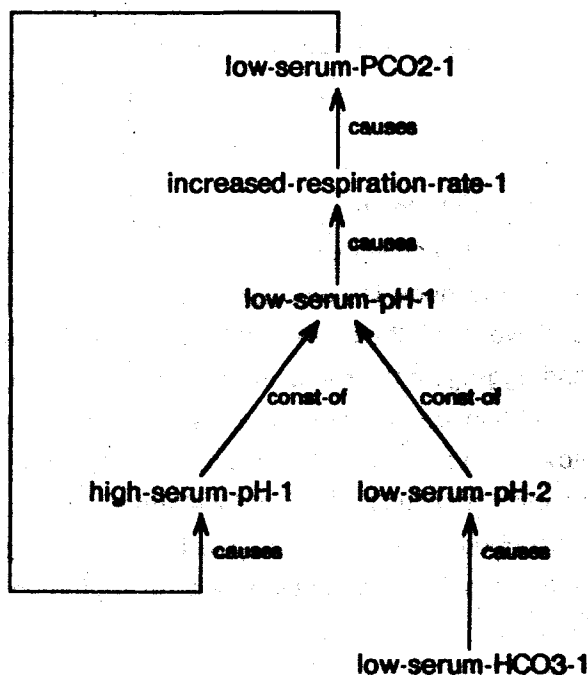 low-serum-PCO2-1
causes
increased-respiration-rate-1
causes
low-serum-pH-1
const-of const-of
high-serum-pH-1 low-serum-pH-2
causes causes
low-serum-HCO3-1